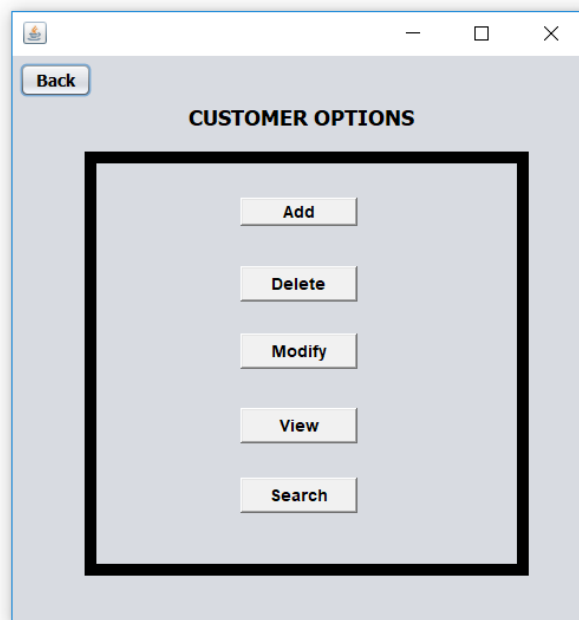 Back
CUSTOMER OPTIONS
Add
Delete
Modify
View
Search